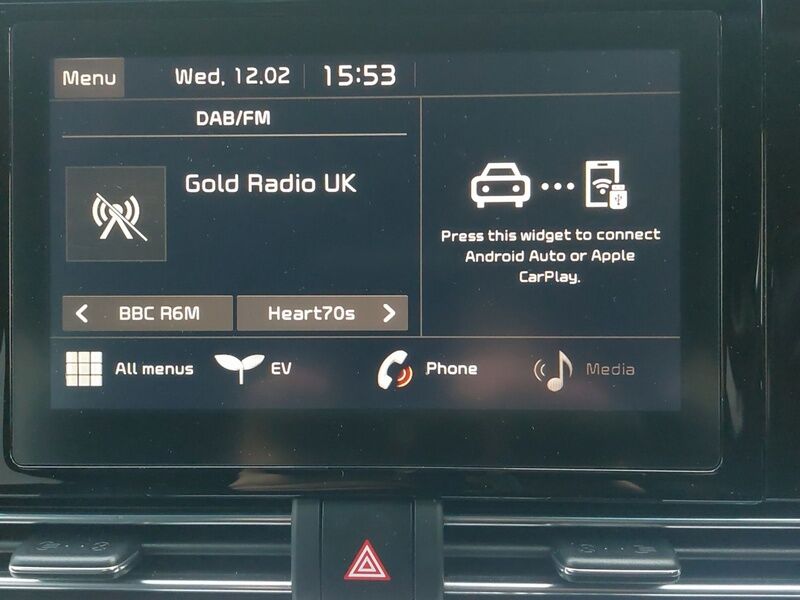 Menu
Wed, 12.02
15:53
DAB/FM
Gold Radio UK
BBC R6M
Heart70s
Press this widget to connect
Android Auto or Apple
CarPlay.
All menus
EV
Phone
Media